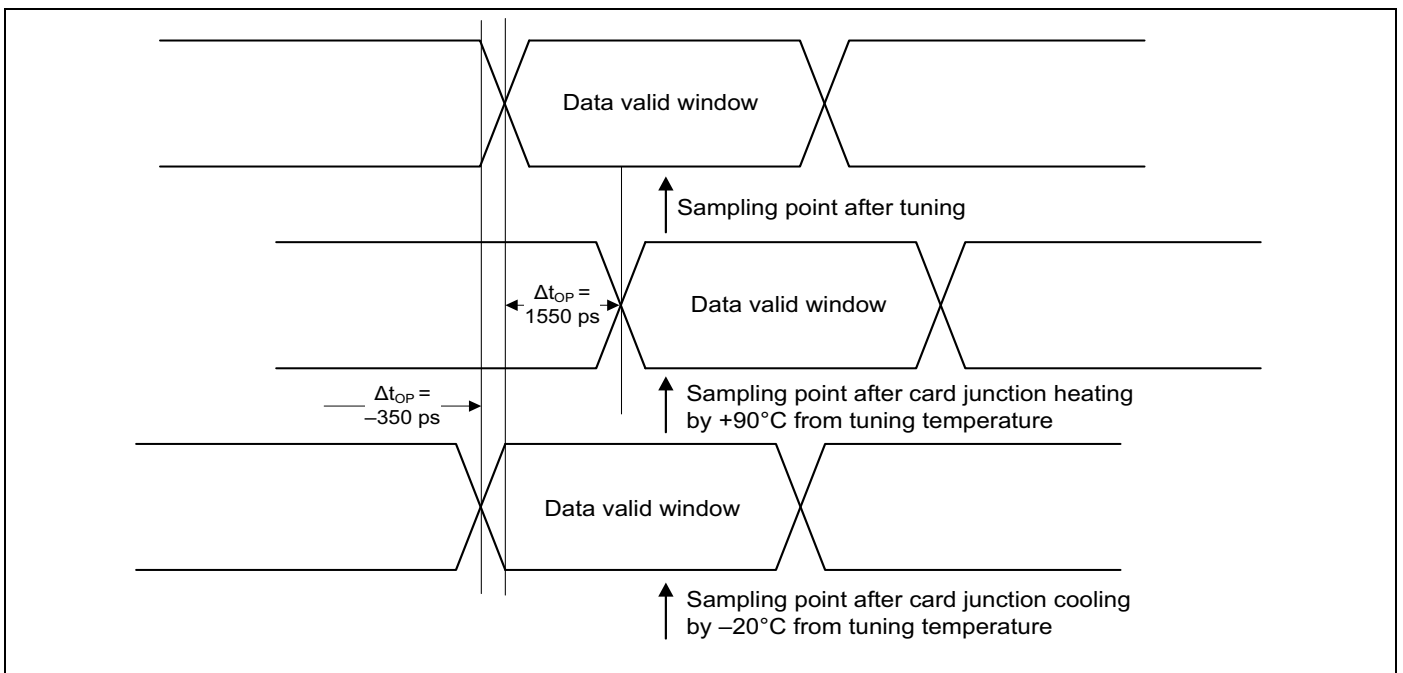 Data valid window
Sampling point after tuning
ΔtOP =
1550 ps
Data valid window
ΔtOP =
–350 ps
Sampling point after card junction heating
by +90°C from tuning temperature
Data valid window
Sampling point after card junction cooling
by –20°C from tuning temperature